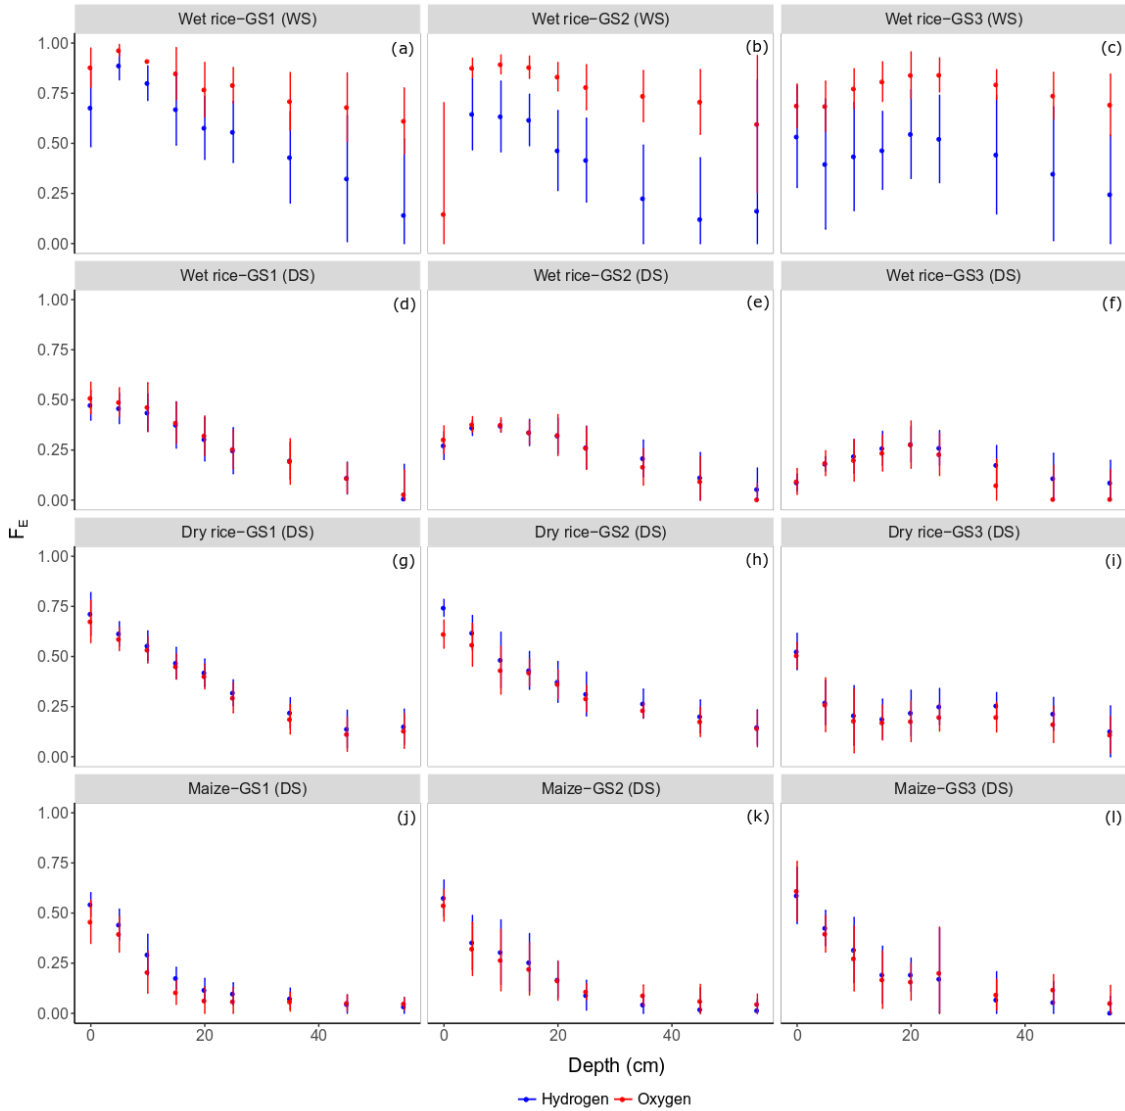 Wet rice−GS1 (WS) Wet rice−GS2 (WS) Wet rice−GS3 (WS)
(a) (b) (c)
1.00
0.75
0.50
0.25
0.00
Wet rice−GS1 (DS) Wet rice−GS2 (DS) Wet rice−GS3 (DS)
(d) (e) (f)
1.00
0.75
0.50
0.25
0.00
FE
Dry rice−GS1 (DS) Dry rice−GS2 (DS) Dry rice−GS3 (DS)
(g) (h) (i)
1.00
0.75
0.50
0.25
0.00
Maize−GS1 (DS) Maize−GS2 (DS) Maize−GS3 (DS)
(j) (k) (l)
1.00
0.75
0.50
0.25
0.00
0 20 40 0 20 40 0 20 40
Depth (cm)
Hydrogen Oxygen